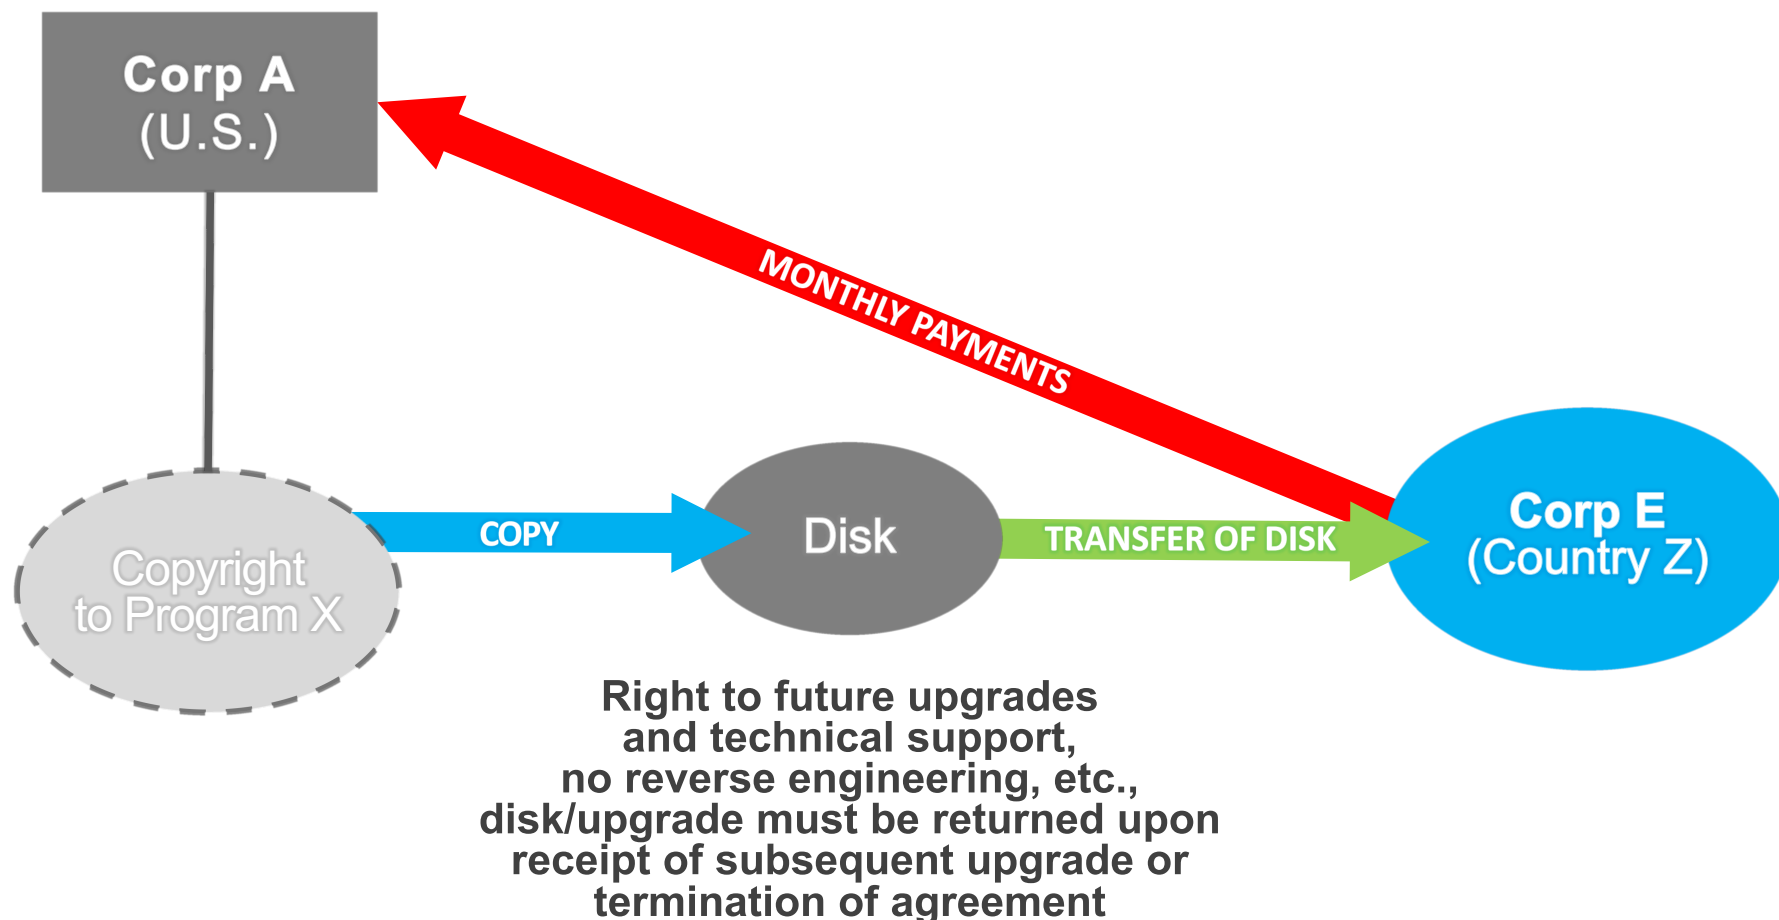 Corp A
(U.S.)
MONTHLY PAYMENTS
Copyright
to Program X
COPY
Disk
TRANSFER OF DISK
Corp E
(Country Z)
Right to future upgrades
and technical support,
no reverse engineering, etc.,
disk/upgrade must be returned upon
receipt of subsequent upgrade or
termination of agreement